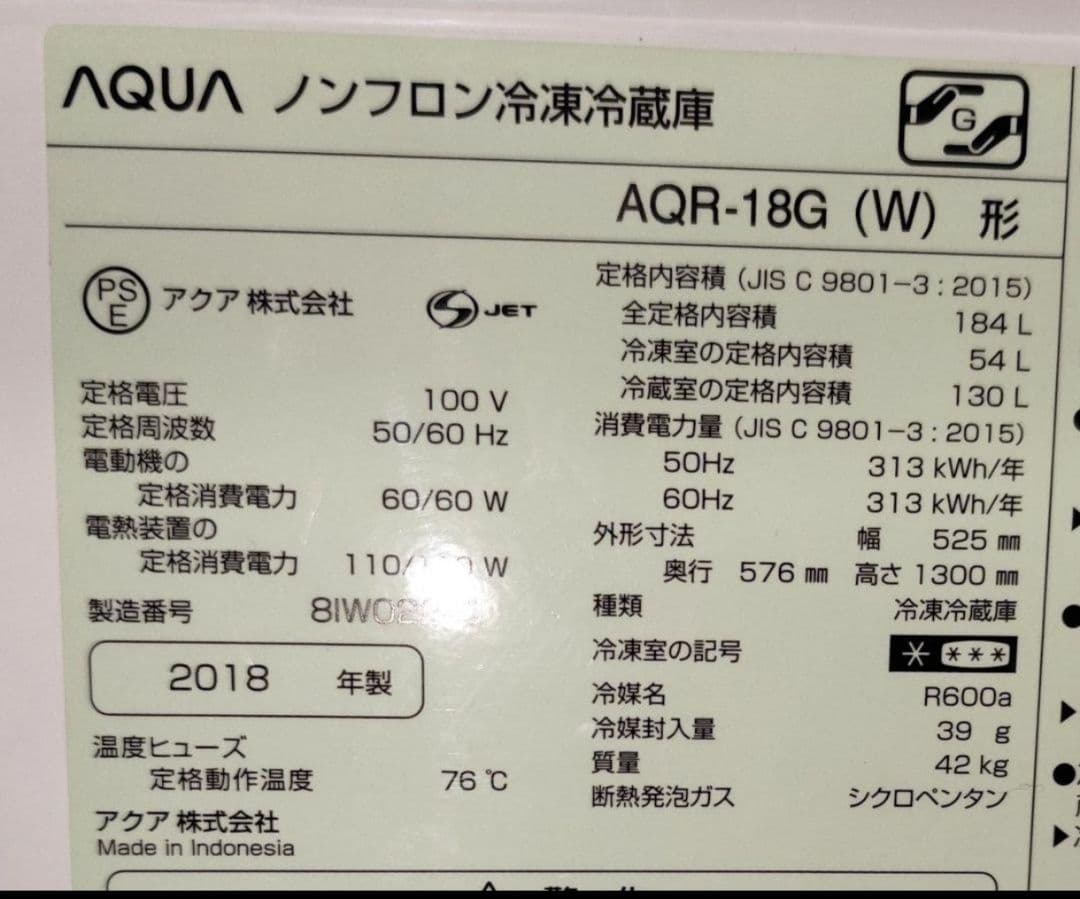 AQUA ノンフロン冷凍冷蔵庫
G
AQR-18G (W) 形
PSE アクア 株式会社
JET
定格電圧 100 V
定格周波数 50/60 Hz
電動機の
定格消費電力 60/60 W
電熱装置の
定格消費電力 W
製造番号
2018 年製
温度ヒューズ
定格動作温度 76 ℃
アクア 株式会社
Made in Indonesia
定格内容積 (JIS C 9801-3 : 2015)
全定格内容積 184 L
冷凍室の定格内容積 54 L
冷蔵室の定格内容積 130 L
消費電力量 (JIS C 9801-3 : 2015)
50Hz 313 kWh/年
60Hz 313 kWh/年
外形寸法 幅 525 ㎜
奥行 576 ㎜ 高さ 1300 ㎜
種類 冷凍冷蔵庫
冷凍室の記号 * ***
冷媒名 R600a
冷媒封入量 39 g
質量 42 kg
断熱発泡ガス シクロペンタン